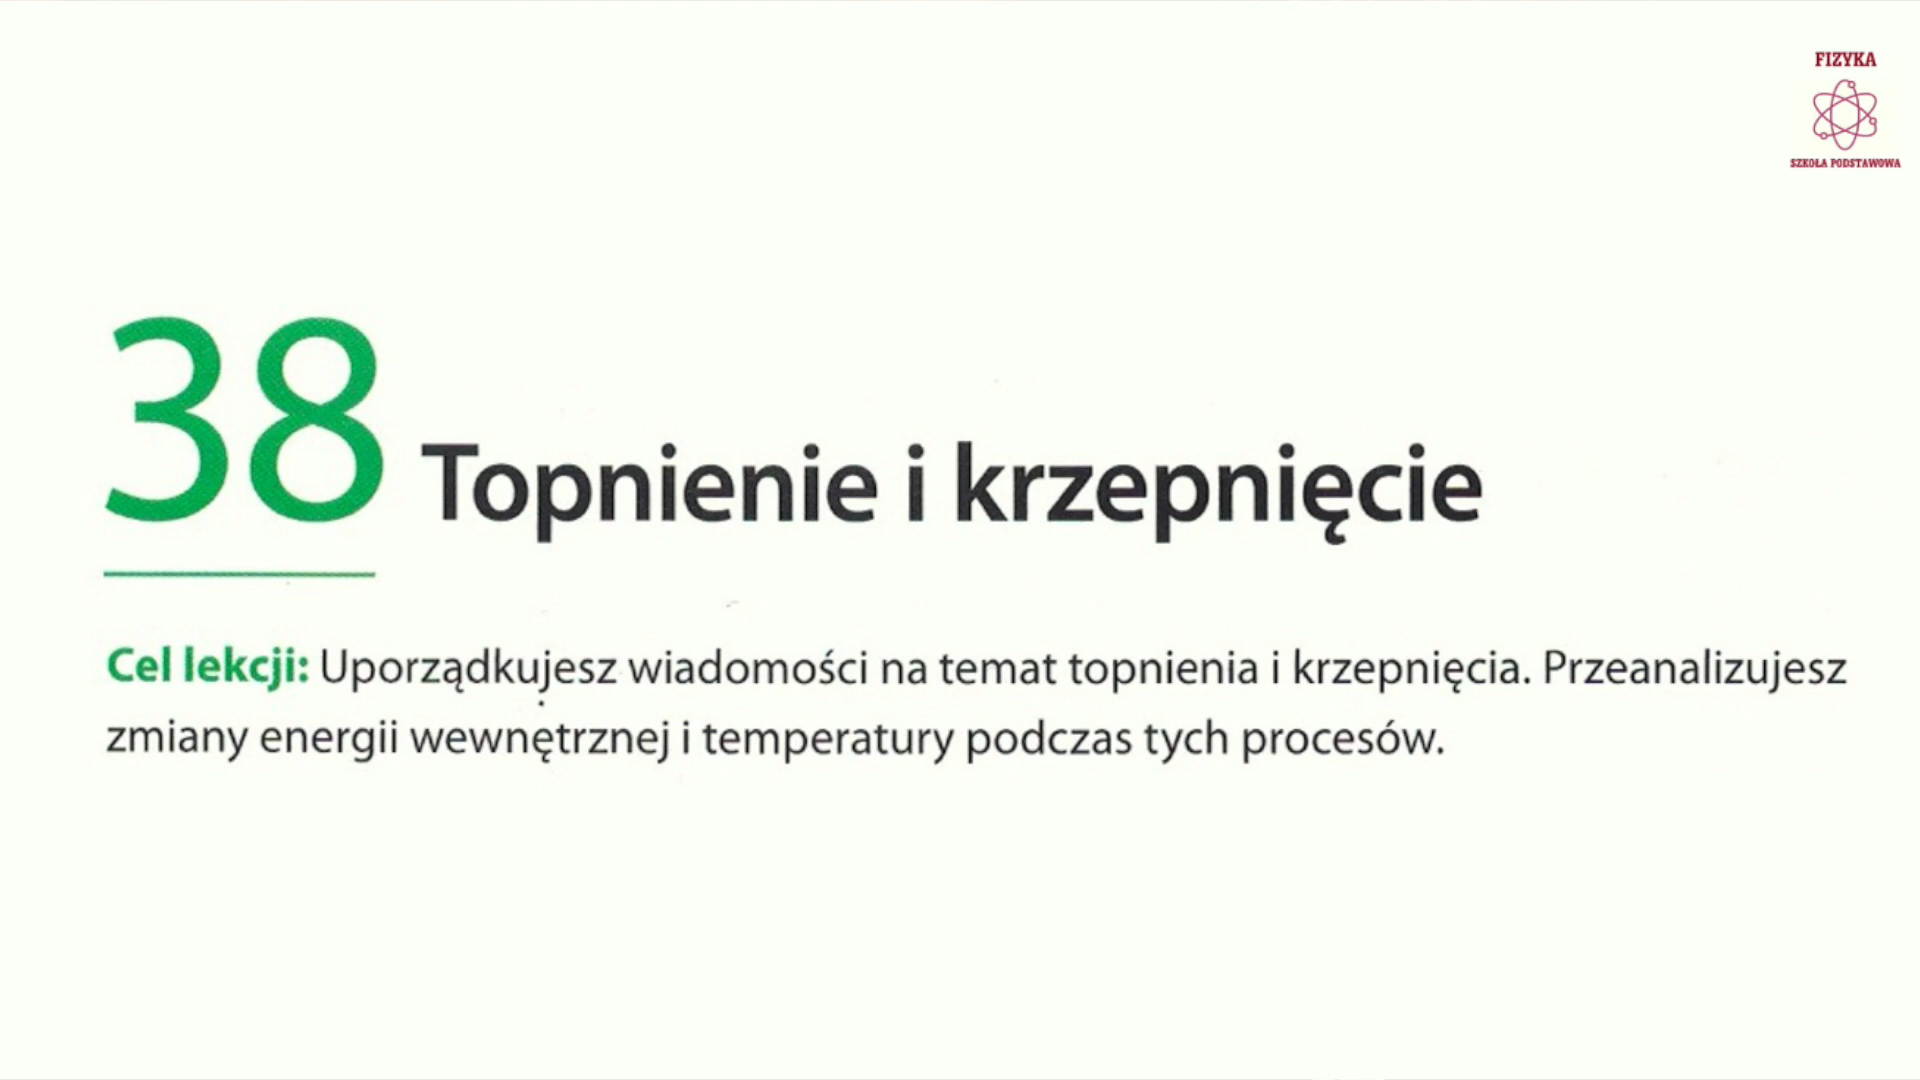 FIZYKA
SZKOŁA PODSTAWOWA
38 Topnienie i krzepnięcie
Cel lekcji: Uporządkujesz wiadomości na temat topnienia i krzepnięcia. Przeanalizujesz
zmiany energii wewnętrznej i temperatury podczas tych procesów.